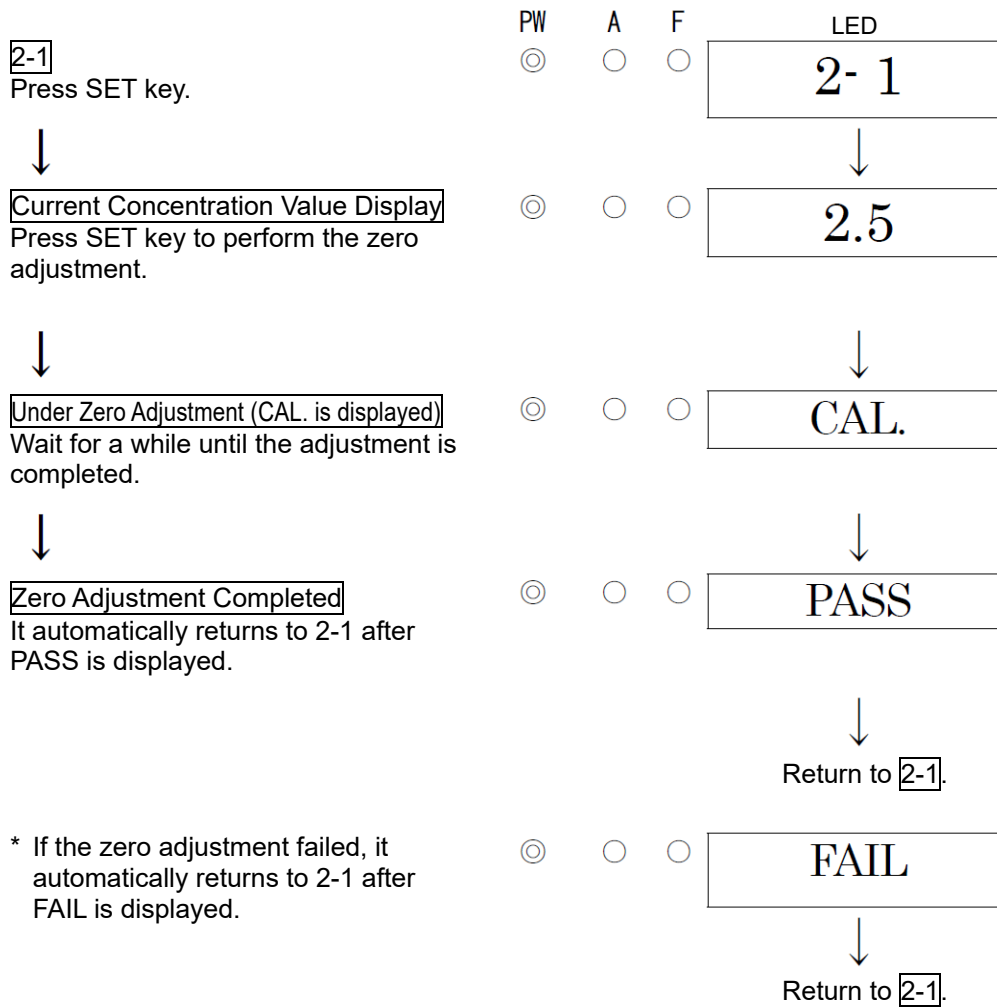 PW A F LED
2-1 ◎ ○ ○ 2- 1
Press SET key.
↓ ↓
Current Concentration Value Display ◎ ○ ○ 2.5
Press SET key to perform the zero
adjustment.
↓ ↓
Under Zero Adjustment (CAL. is displayed) ◎ ○ ○ CAL.
Wait for a while until the adjustment is
completed.
↓ ↓
Zero Adjustment Completed ◎ ○ ○ PASS
It automatically returns to 2-1 after
PASS is displayed.
↓
Return to 2-1.
* If the zero adjustment failed, it ◎ ○ ○ FAIL
automatically returns to 2-1 after
FAIL is displayed.
↓
Return to 2-1.